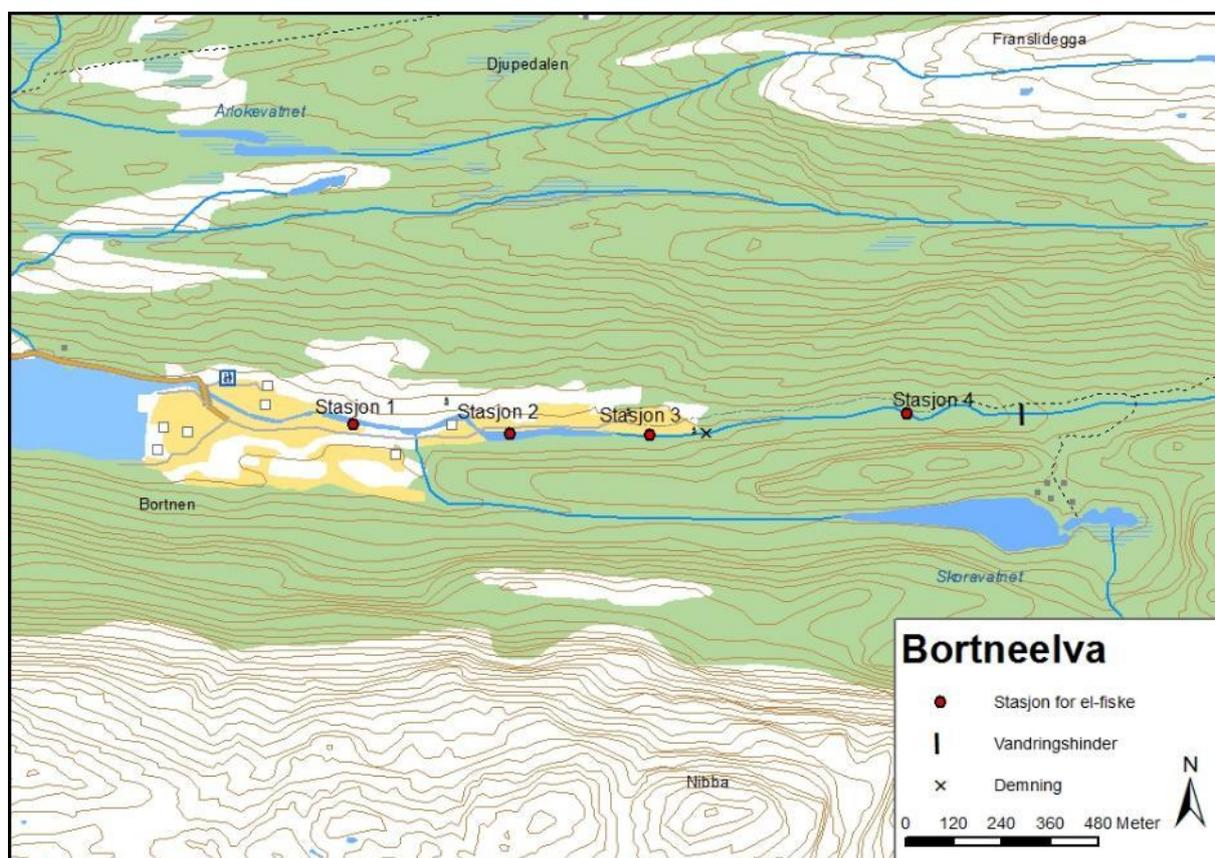 Franslidegga
Djupedalen
Årlokevatnet
Stasjon 1
Stasjon 2
Stasjon 3
Stasjon 4
Bortnen
Skoravatnet
Nibba
Bortneelva
Stasjon for el-fiske
Vandringshinder
Demning
N
0 120 240 360 480 Meter